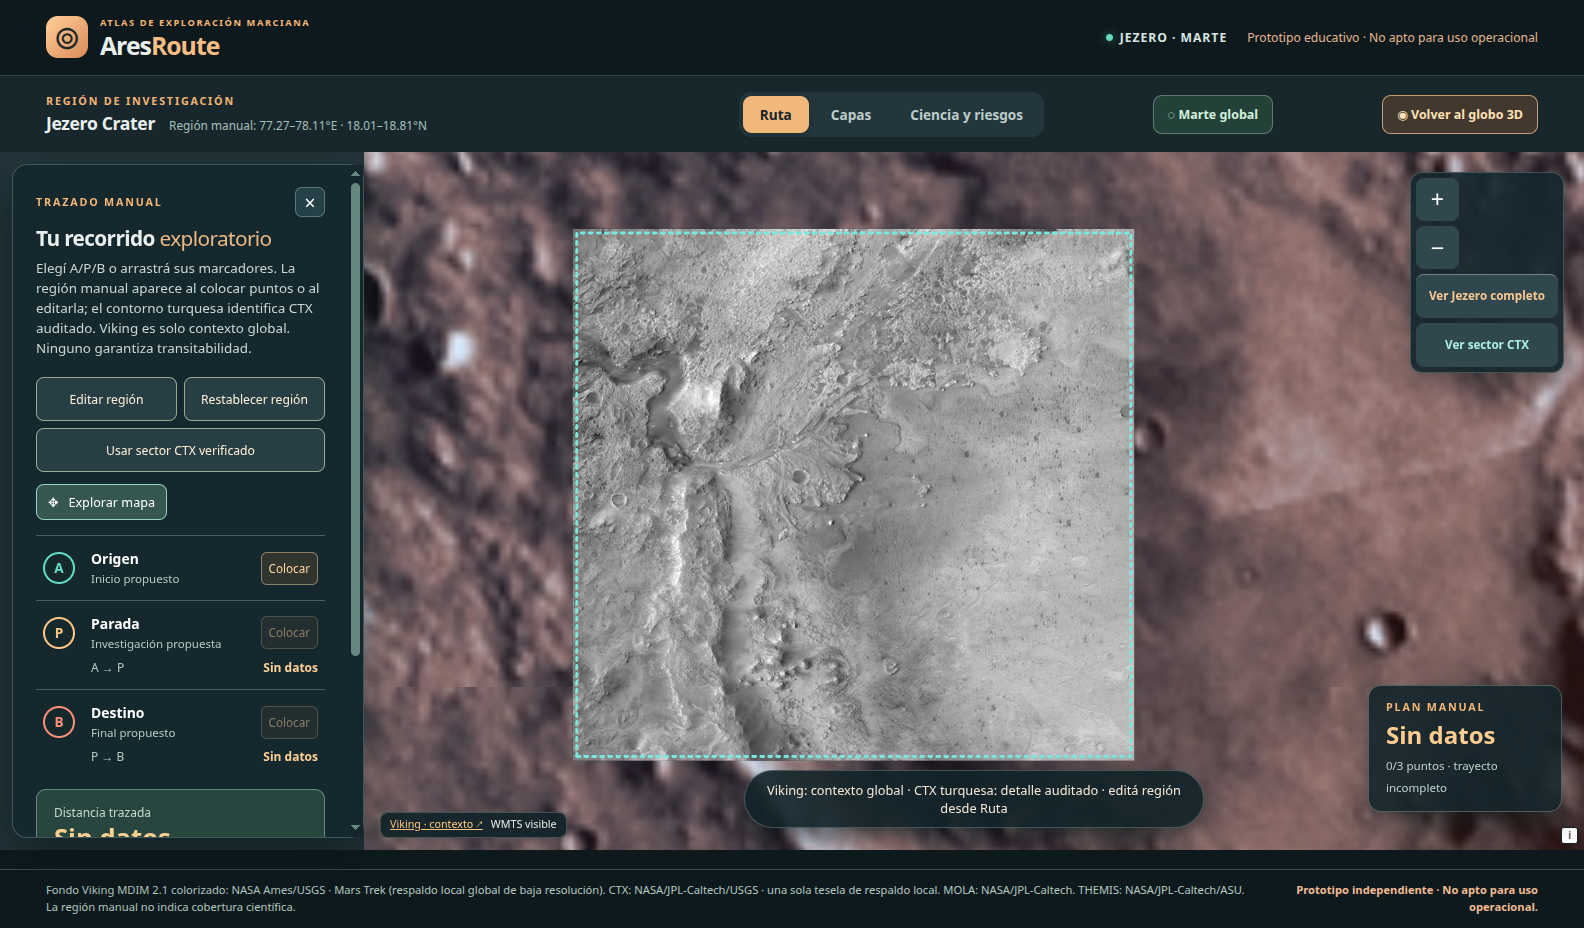 ATLAS DE EXPLORACIÓN MARCIANA
AresRoute
JEZERO · MARTE
Prototipo educativo · No apto para uso operacional
REGIÓN DE INVESTIGACIÓN
Jezero Crater Región manual: 77.27–78.11°E · 18.01–18.81°N
Ruta
Capas
Ciencia y riesgos
○ Marte global
◉ Volver al globo 3D
TRAZADO MANUAL
×
Tu recorrido exploratorio
Elegí A/P/B o arrastrá sus marcadores. La
región manual aparece al colocar puntos o al
editarla; el contorno turquesa identifica CTX
auditado. Viking es solo contexto global.
Ninguno garantiza transitabilidad.
Editar región
Restablecer región
Usar sector CTX verificado
✥ Explorar mapa
A
Origen
Inicio propuesto
Colocar
P
Parada
Investigación propuesta
Colocar
A → P
Sin datos
B
Destino
Final propuesto
Colocar
P → B
Sin datos
Distancia trazada
Sin datos
+
−
Ver Jezero completo
Ver sector CTX
PLAN MANUAL
Sin datos
0/3 puntos · trayecto
incompleto
Viking: contexto global · CTX turquesa: detalle auditado · editá región
desde Ruta
Viking · contexto ↗ WMTS visible
i
Fondo Viking MDIM 2.1 colorizado: NASA Ames/USGS · Mars Trek (respaldo local global de baja resolución). CTX: NASA/JPL-Caltech/USGS · una sola tesela de respaldo local. MOLA: NASA/JPL-Caltech. THEMIS: NASA/JPL-Caltech/ASU.
La región manual no indica cobertura científica.
Prototipo independiente · No apto para uso
operacional.